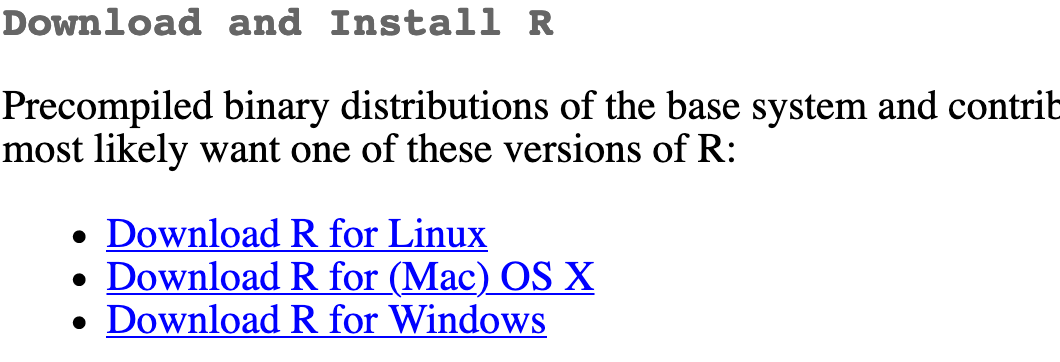 Download and Install R
Precompiled binary distributions of the base system and contrib
most likely want one of these versions of R:
• Download R for Linux
• Download R for (Mac) OS X
• Download R for Windows